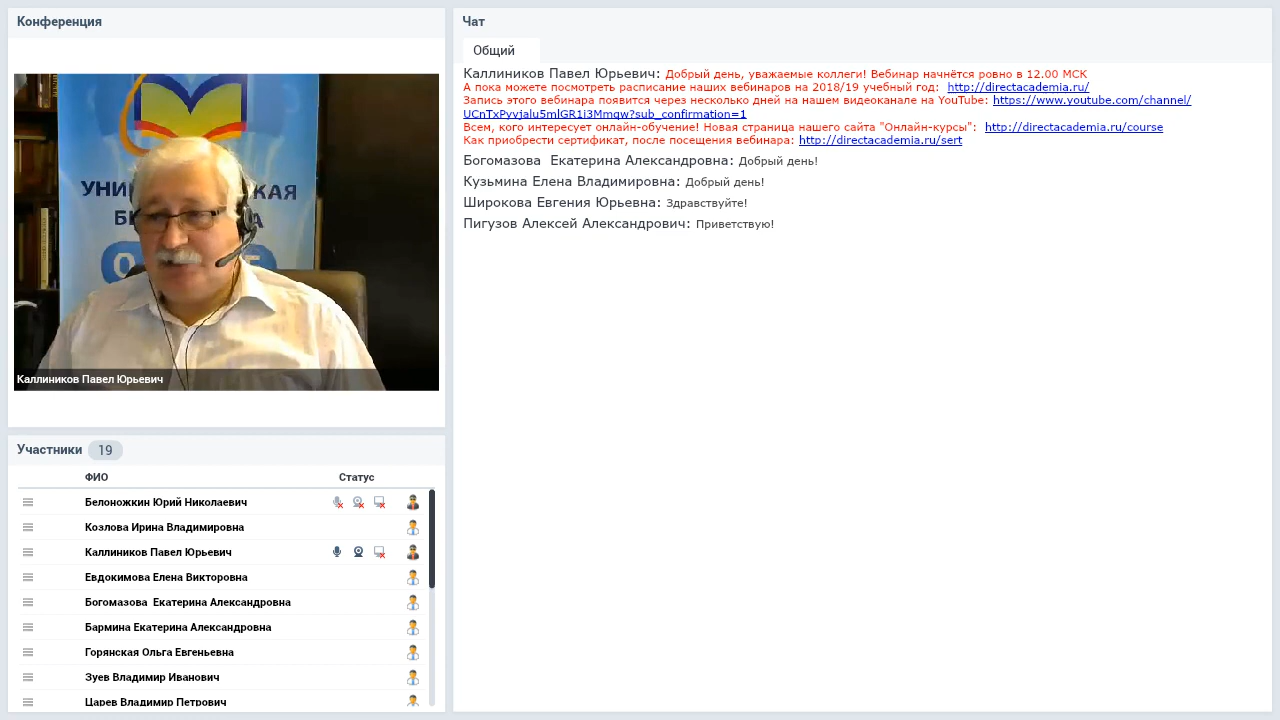 Конференция
УНИ
СКАЯ
БИ
А
Каллиников Павел Юрьевич
Участники 19
ФИО Статус
Белоножкин Юрий Николаевич
Козлова Ирина Владимировна
Каллиников Павел Юрьевич
Евдокимова Елена Викторовна
Богомазова Екатерина Александровна
Бармина Екатерина Александровна
Горянская Ольга Евгеньевна
Зуев Владимир Иванович
Царев Владимир Петрович
Чат
Общий
Каллиников Павел Юрьевич: Добрый день, уважаемые коллеги! Вебинар начнётся ровно в 12.00 МСК
А пока можете посмотреть расписание наших вебинаров на 2018/19 учебный год: http://directacademia.ru/
Запись этого вебинара появится через несколько дней на нашем видеоканале на YouTube: https://www.youtube.com/channel/
UCnTxPyvjalu5mlGR1i3Mmqw?sub_confirmation=1
Всем, кого интересует онлайн-обучение! Новая страница нашего сайта "Онлайн-курсы": http://directacademia.ru/course
Как приобрести сертификат, после посещения вебинара: http://directacademia.ru/sert
Богомазова Екатерина Александровна: Добрый день!
Кузьмина Елена Владимировна: Добрый день!
Широкова Евгения Юрьевна: Здравствуйте!
Пигузов Алексей Александрович: Приветствую!